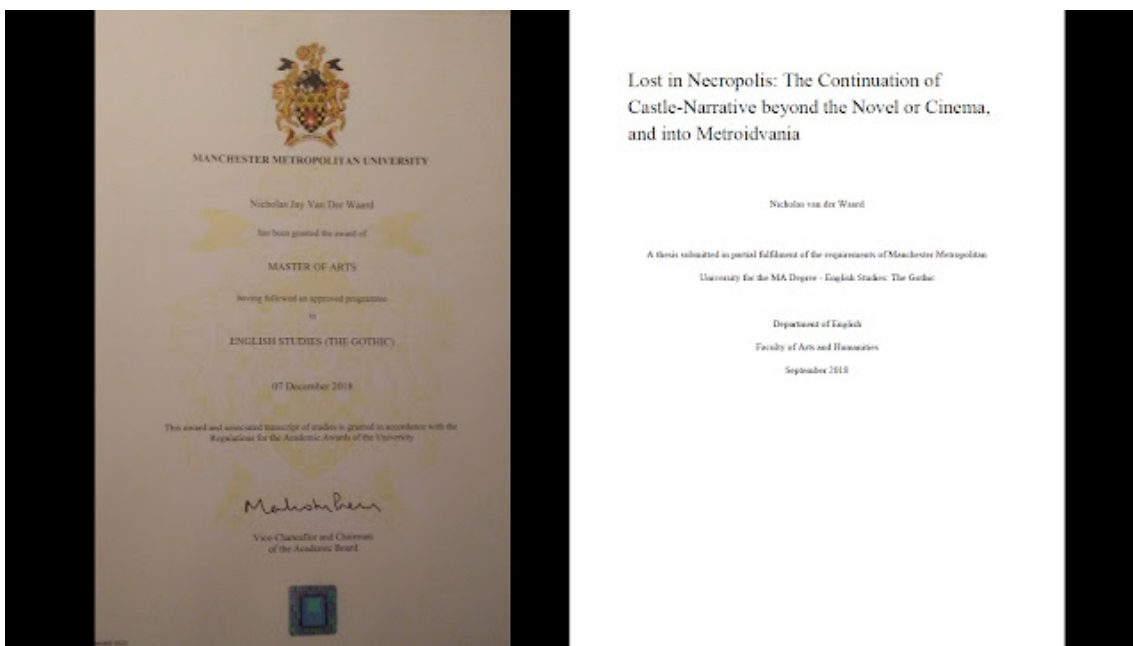 MANCHESTER METROPOLITAN UNIVERSITY
Nicholas Jay Van Der Waard
has been granted the award of
MASTER OF ARTS
having followed an approved programme
in
ENGLISH STUDIES (THE GOTHIC)
07 December 2018
This award and associated transcript of studies is granted in accordance with the
Regulations for the Academic Awards of the University
Vice-Chancellor and Chairman
of the Academic Board
Lost in Necropolis: The Continuation of
Castle-Narrative beyond the Novel or Cinema,
and into Metroidvania
Nicholas van der Waard
A thesis submitted in partial fulfilment of the requirements of Manchester Metropolitan
University for the MA Degree - English Studies: The Gothic
Department of English
Faculty of Arts and Humanities
September 2018